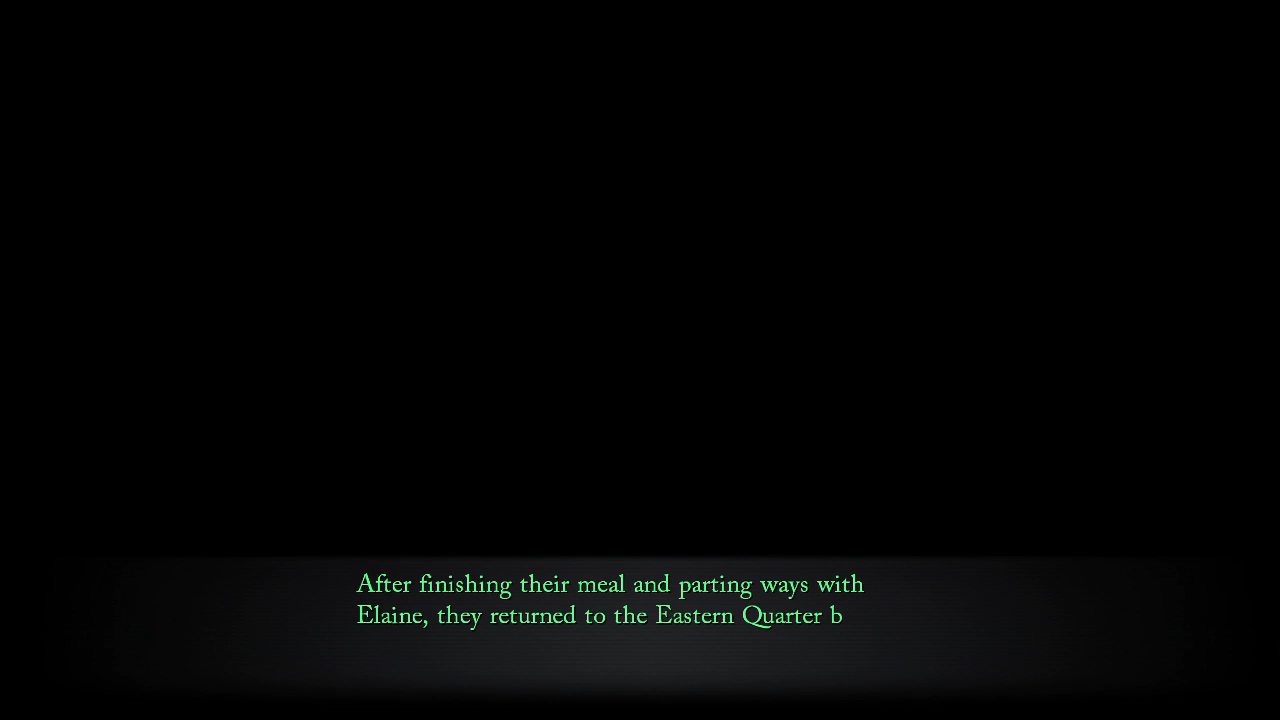 After finishing their meal and parting ways with
Elaine, they returned to the Eastern Quarter b